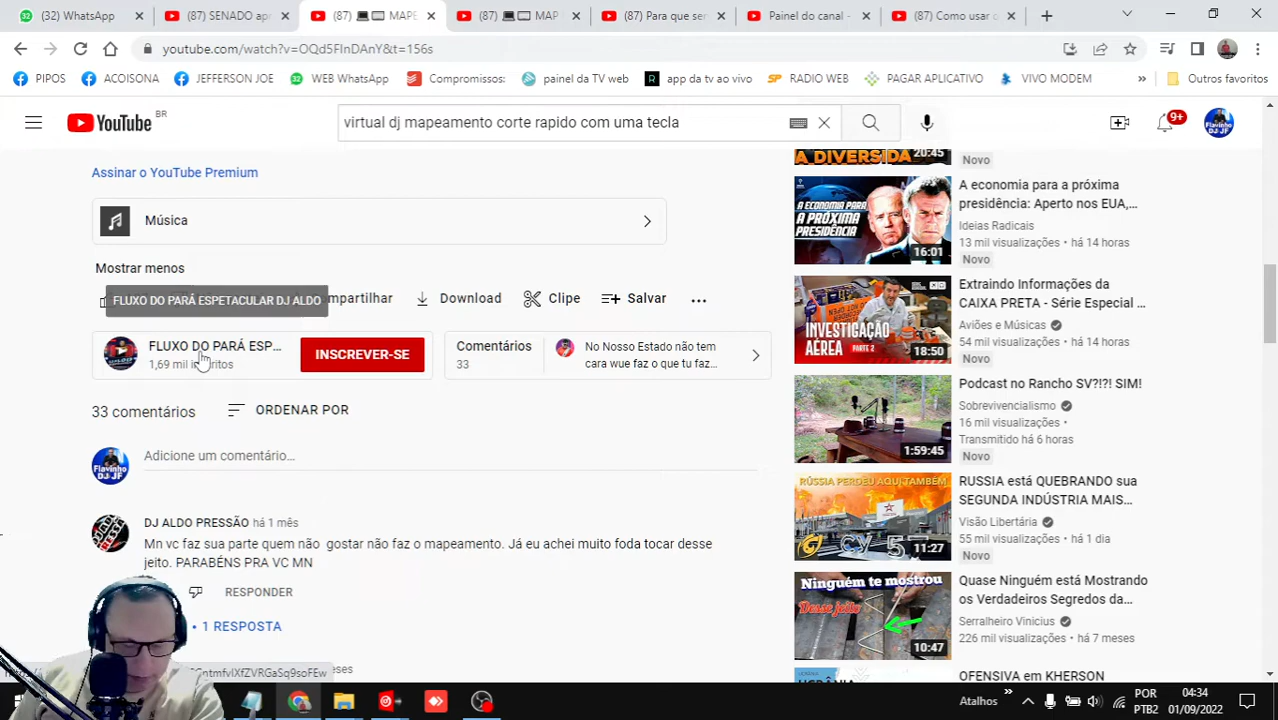 (32) WhatsApp
(87) SENADO
(87) MAPE
(87) MAP
(87) Para que ser
Painel do canal -
(87) Como usar
youtube.com/watch?v=OQd5FInDAnY&t=156s
PIPOS
ACOISONA
JEFFERSON JOE
WEB WhatsApp
Compromissos:
painel da TV web
app da tv ao vivo
RADIO WEB
PAGAR APLICATIVO
VIVO MODEM
Outros favoritos
YouTube BR
virtual dj mapeamento corte rapido com uma tecla
9+
Flavinho DJ JF
Assinar o YouTube Premium
Música
Mostrar menos
FLUXO DO PARÁ ESPETACULAR DJ ALDO
Download
Clipe
Salvar
FLUXO DO PARÁ ESP...
1,69 mil
INSCREVER-SE
Comentários
33
No Nosso Estado não tem
cara wue faz o que tu faz...
33 comentários
ORDENAR POR
Adicione um comentário...
Flavinho DJ JF
DJ ALDO PRESSÃO há 1 mês
Mn vc faz sua parte quem não gostar não faz o mapeamento. Já eu achei muito foda tocar desse
jeito. PARABÉNS PRA VC MN
RESPONDER
• 1 RESPOSTA
A DIVERSIDA
20:45
Novo
A ECONOMIA PARA
A PRÓXIMA
PRESIDÊNCIA
16:01
A economia para a próxima
presidência: Aperto nos EUA,...
Ideias Radicais
13 mil visualizações • há 14 horas
Novo
INVESTIGAÇÃO
AÉREA PARTE 2
18:50
Extraindo Informações da
CAIXA PRETA - Série Especial ...
Aviões e Músicas
54 mil visualizações • há 14 horas
Novo
1:59:45
Podcast no Rancho SV?!?! SIM!
Sobrevivencialismo
16 mil visualizações •
Transmitido há 6 horas
Novo
RÚSSIA PERDEU AQUI TAMBÉM
11:27
RUSSIA está QUEBRANDO sua
SEGUNDA INDÚSTRIA MAIS...
Visão Libertária
55 mil visualizações • há 1 dia
Novo
Ninguém te mostrou
Desse jeito
10:47
Quase Ninguém está Mostrando
os Verdadeiros Segredos da...
Serralheiro Vinicius
226 mil visualizações • há 7 meses
OFENSIVA em KHERSON
Atalhos
POR
PTB2
04:34
01/09/2022